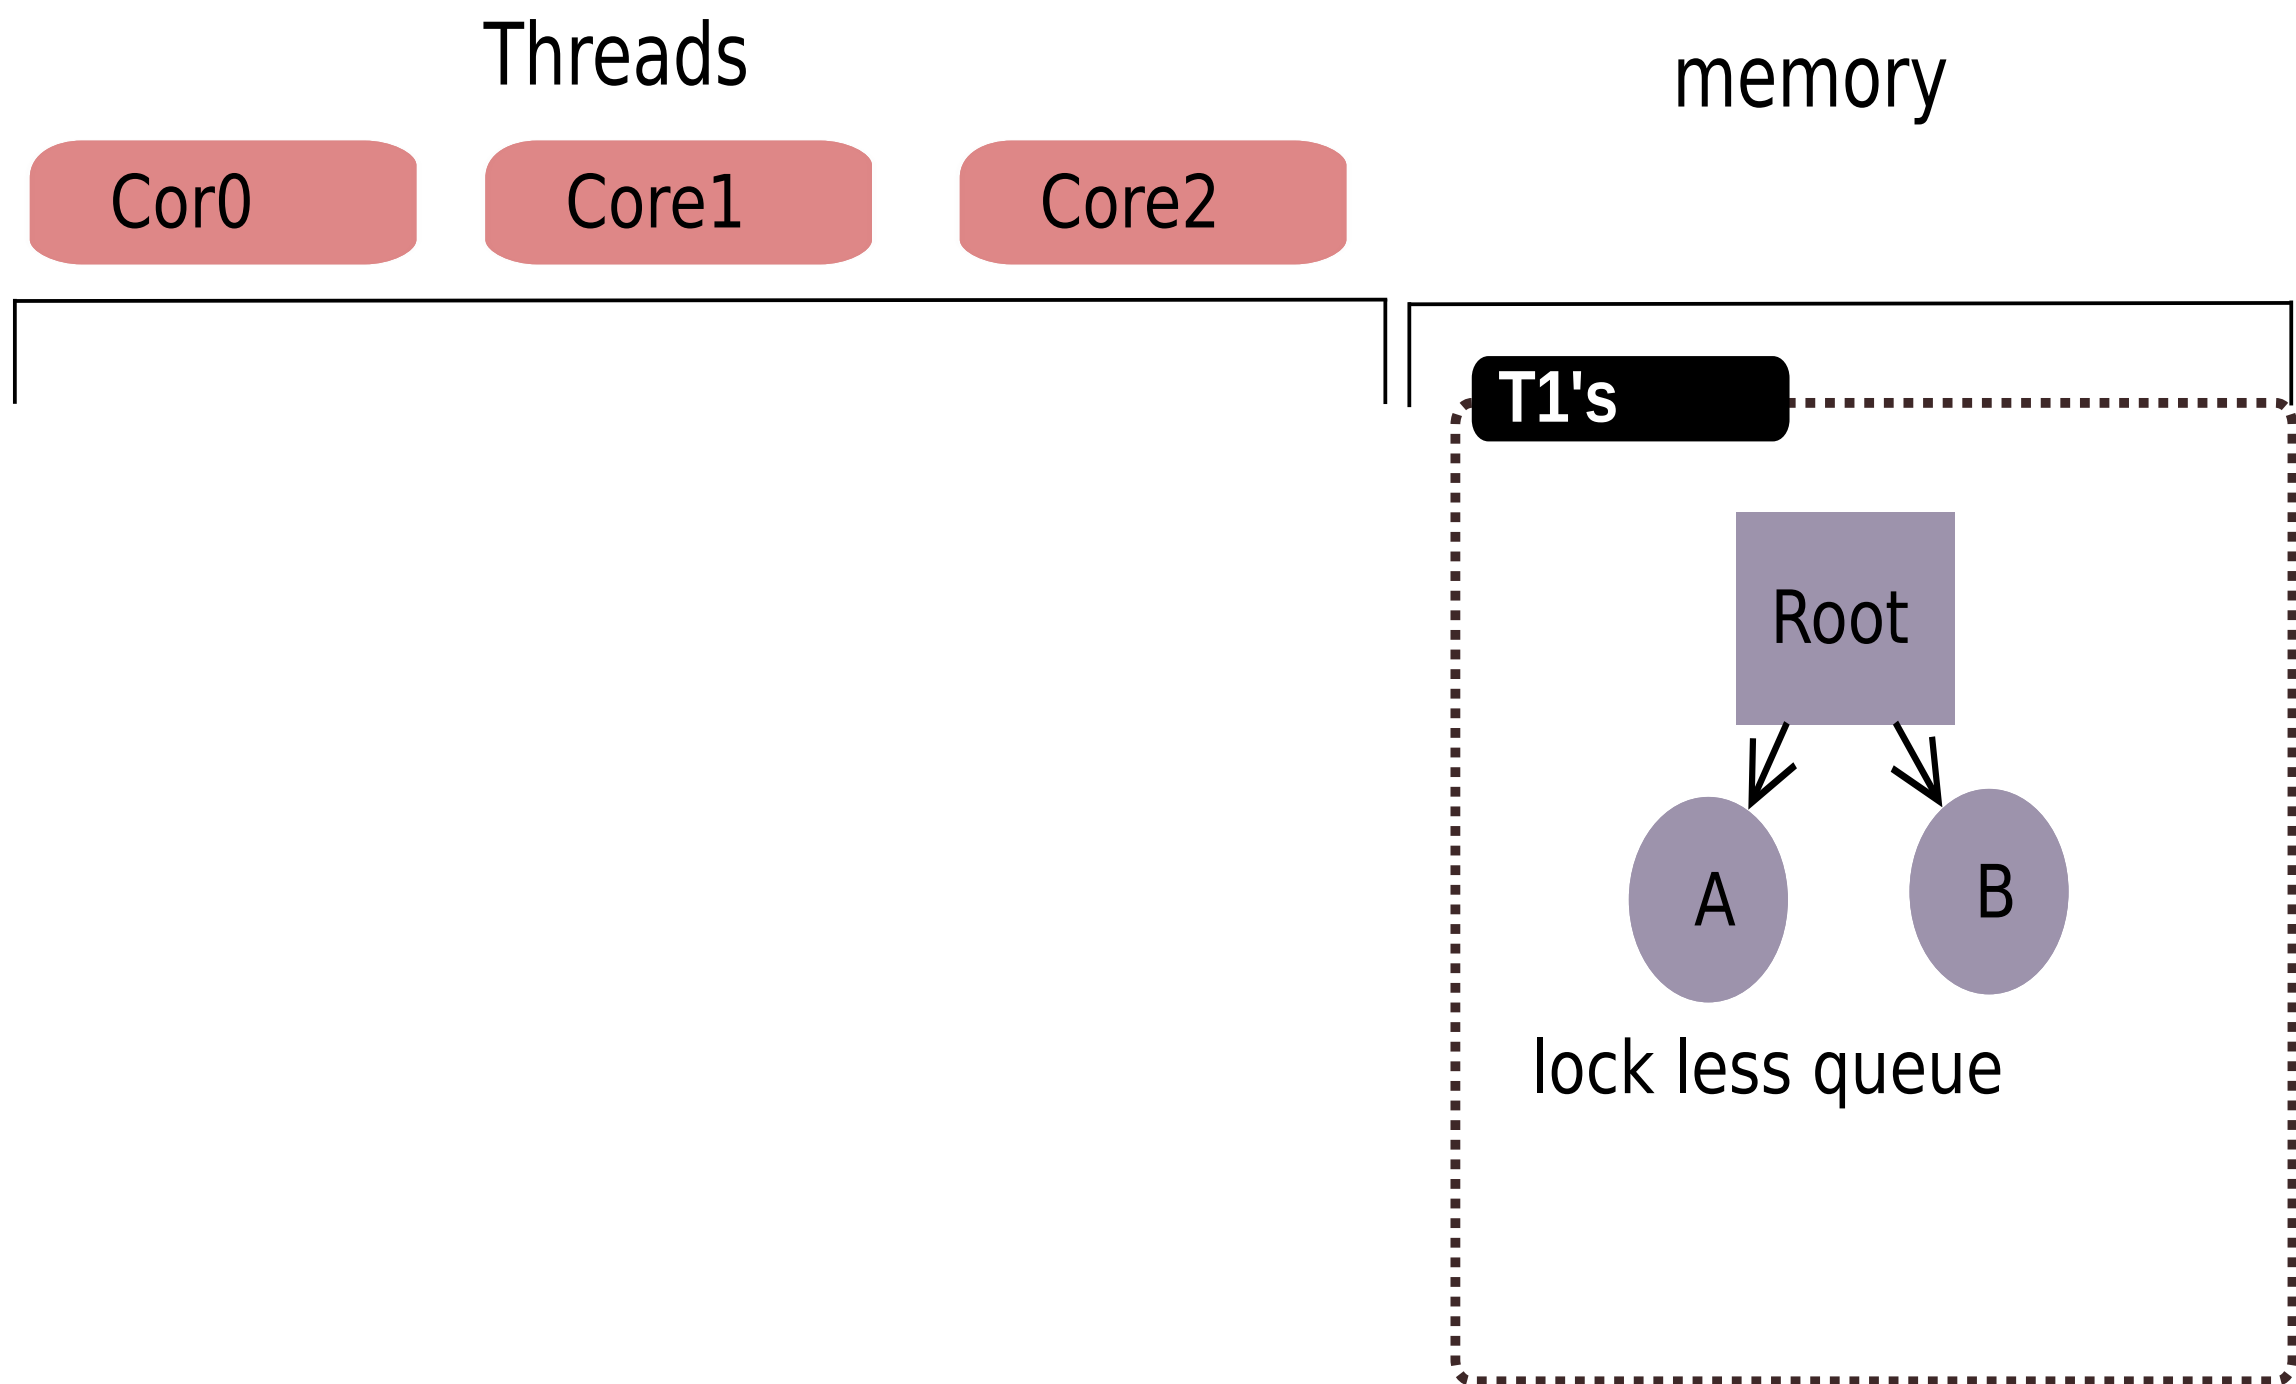 Threads
memory
Cor0
Core1
Core2
T1's
Root
A
B
lock less queue